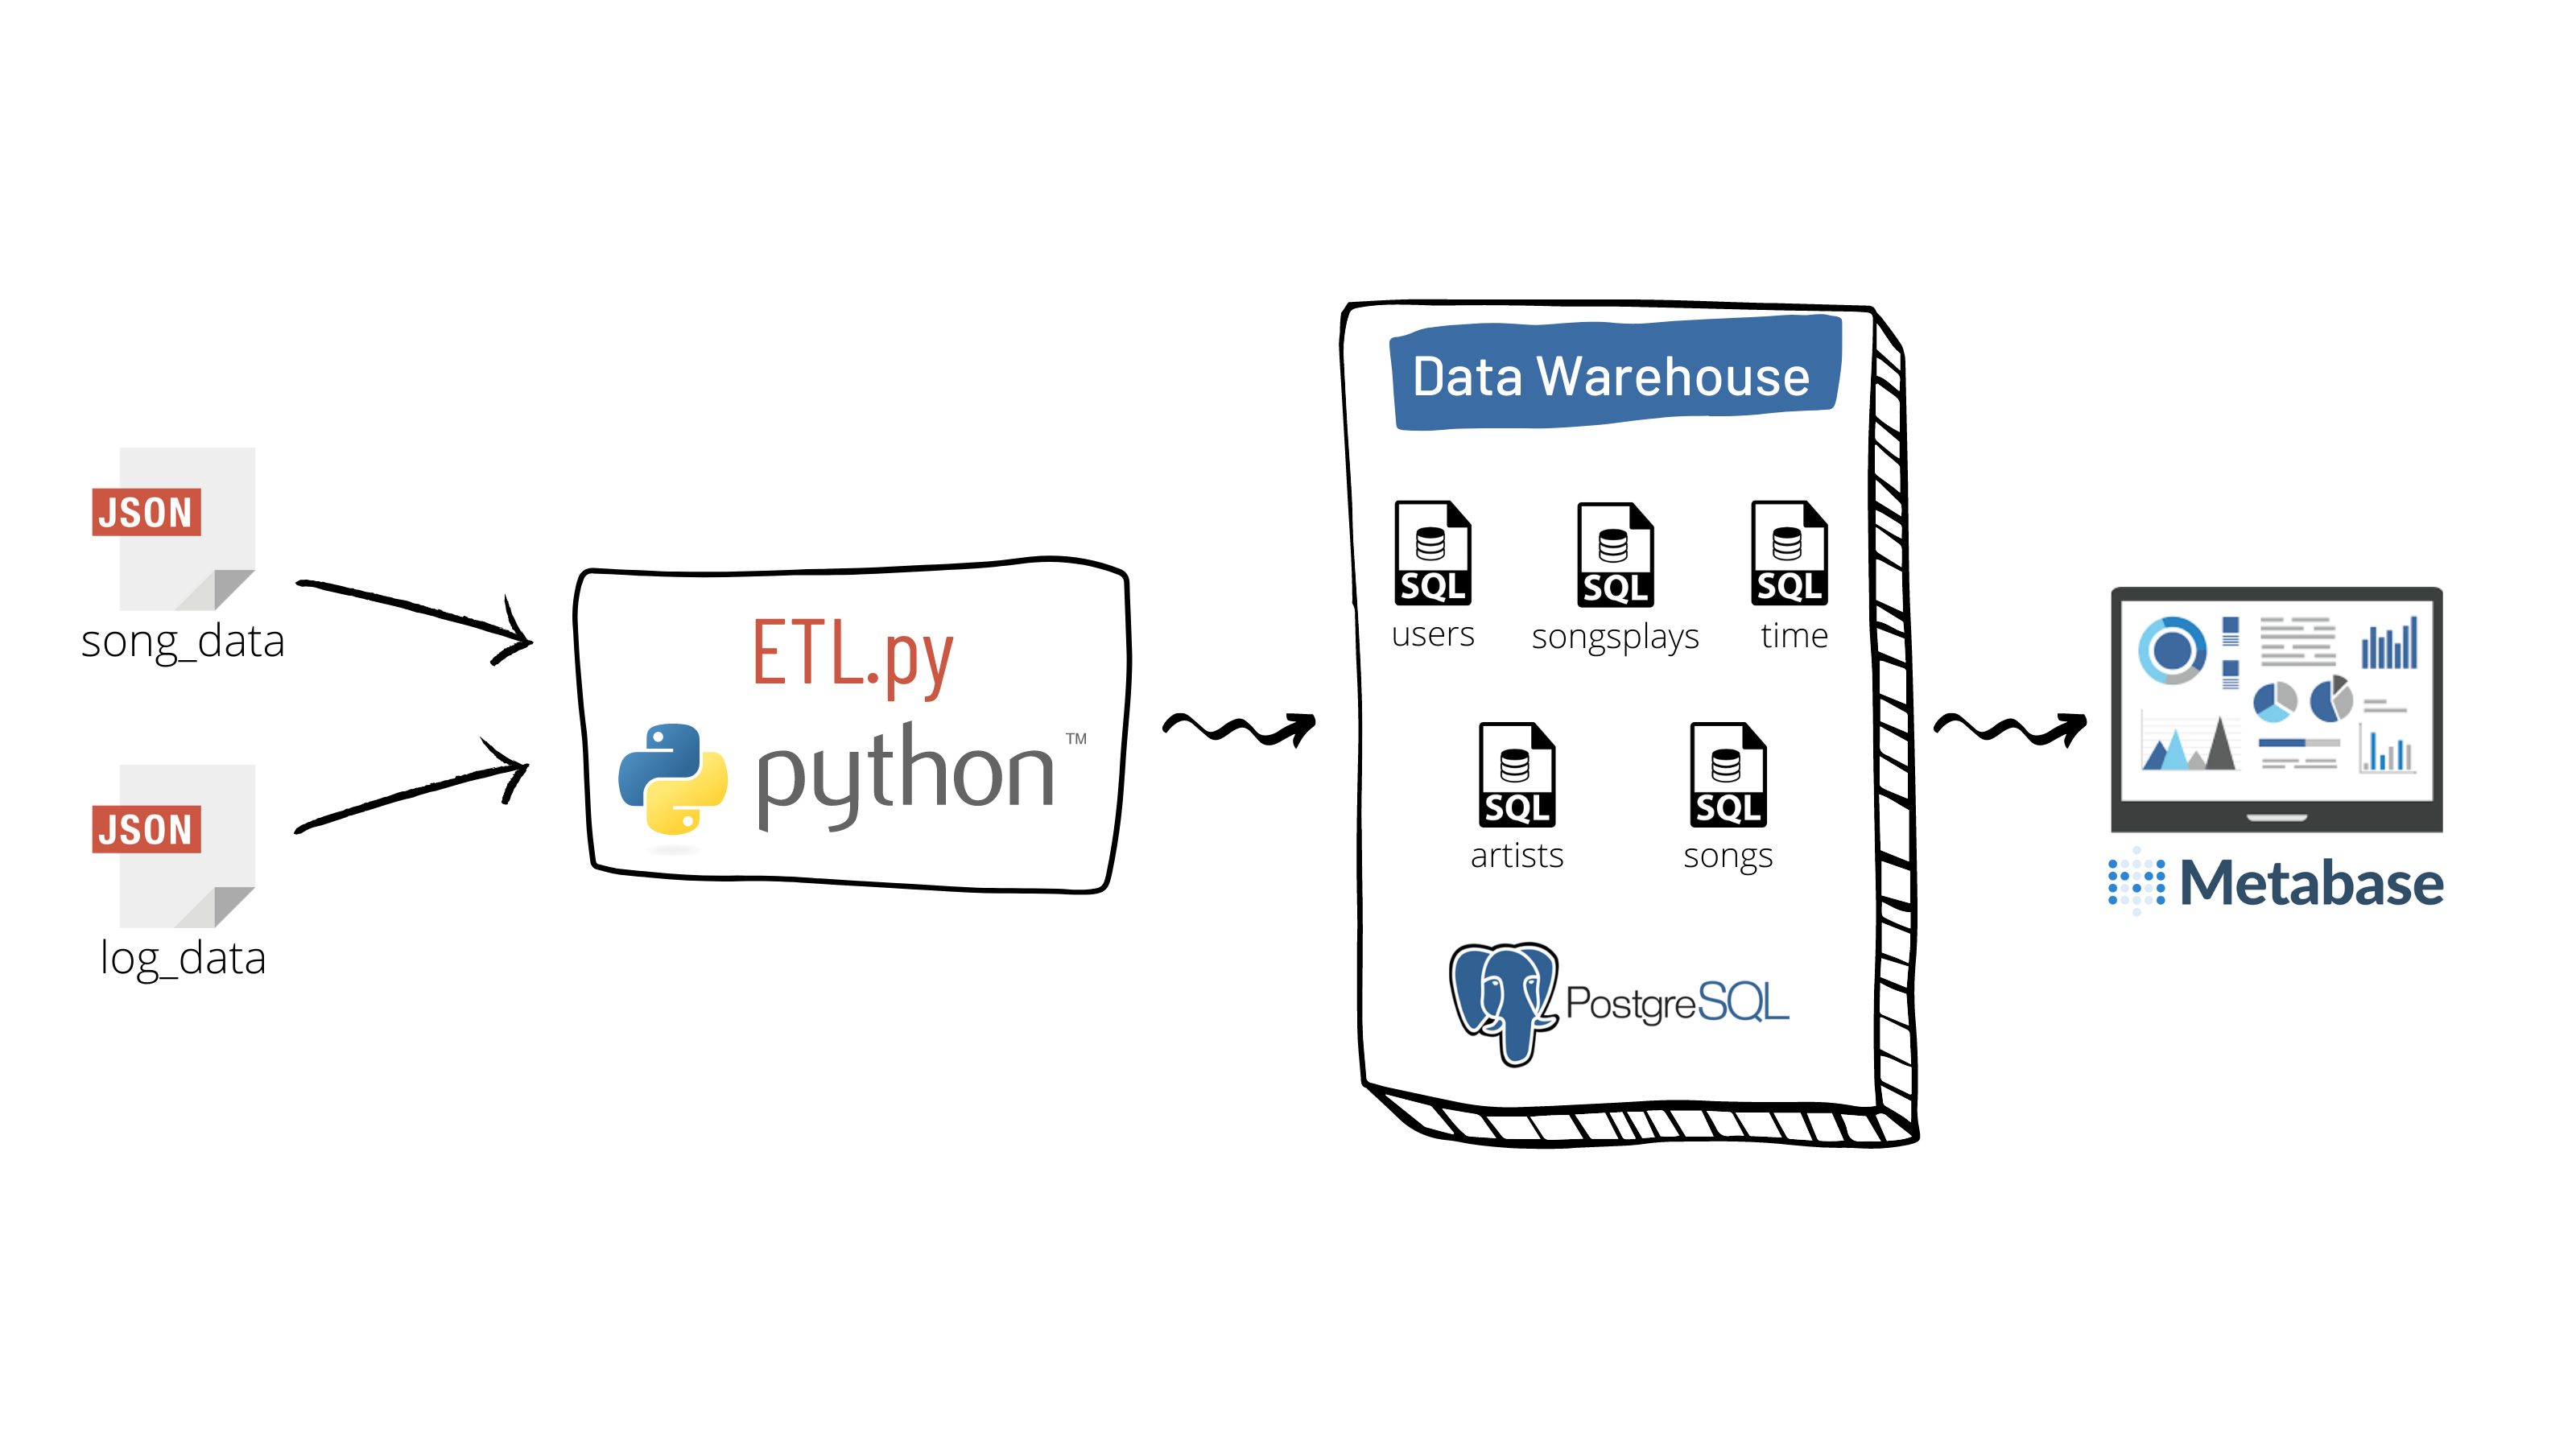 JSON
song_data
JSON
log_data
ETL.py
python™
Data Warehouse
SQL
users
SQL
songsplays
SQL
time
SQL
artists
SQL
songs
PostgreSQL
Metabase